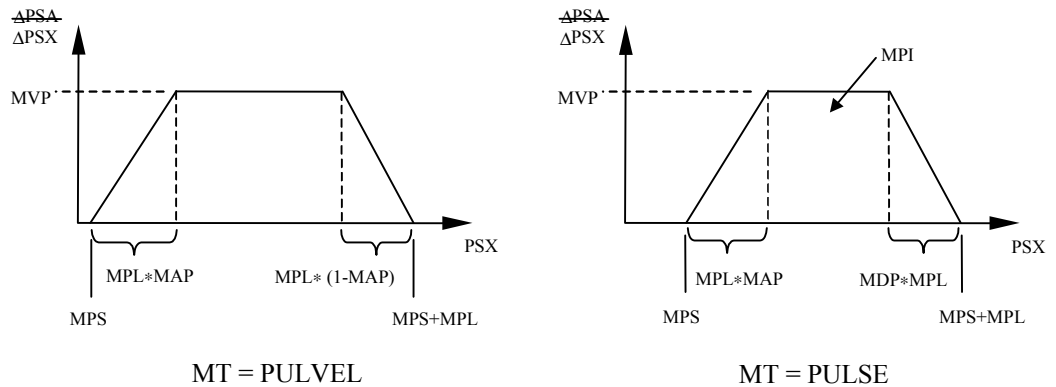 ΔPSA
ΔPSX
MVP
PSX
MPL*MAP
MPL* (1-MAP)
MPS
MPS+MPL
MT = PULVEL
ΔPSA
ΔPSX
MPI
MVP
PSX
MPL*MAP
MDP*MPL
MPS
MPS+MPL
MT = PULSE